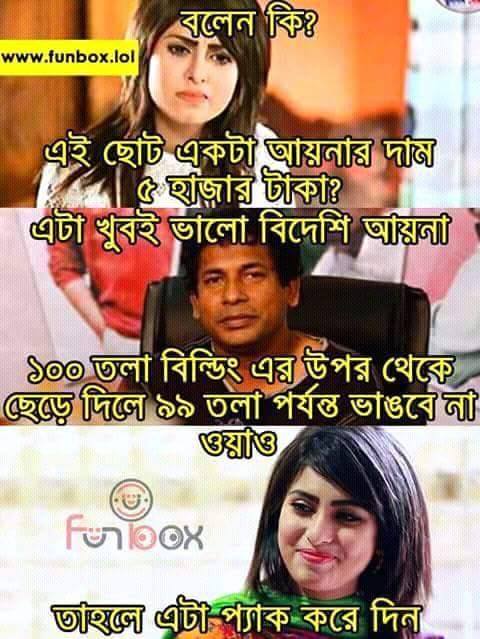 বলেন কি?
www.funbox.lol
এই ছোট একটা আয়নার দাম
৫ হাজার টাকা?
এটা খুবই ভালো বিদেশি আয়না
১০০ তলা বিল্ডিং এর উপর থেকে
ছেড়ে দিলে ৯৯ তলা পর্যন্ত ভাঙবে না
ওয়াও
funbox
তাহলে এটা প্যাক করে দিন